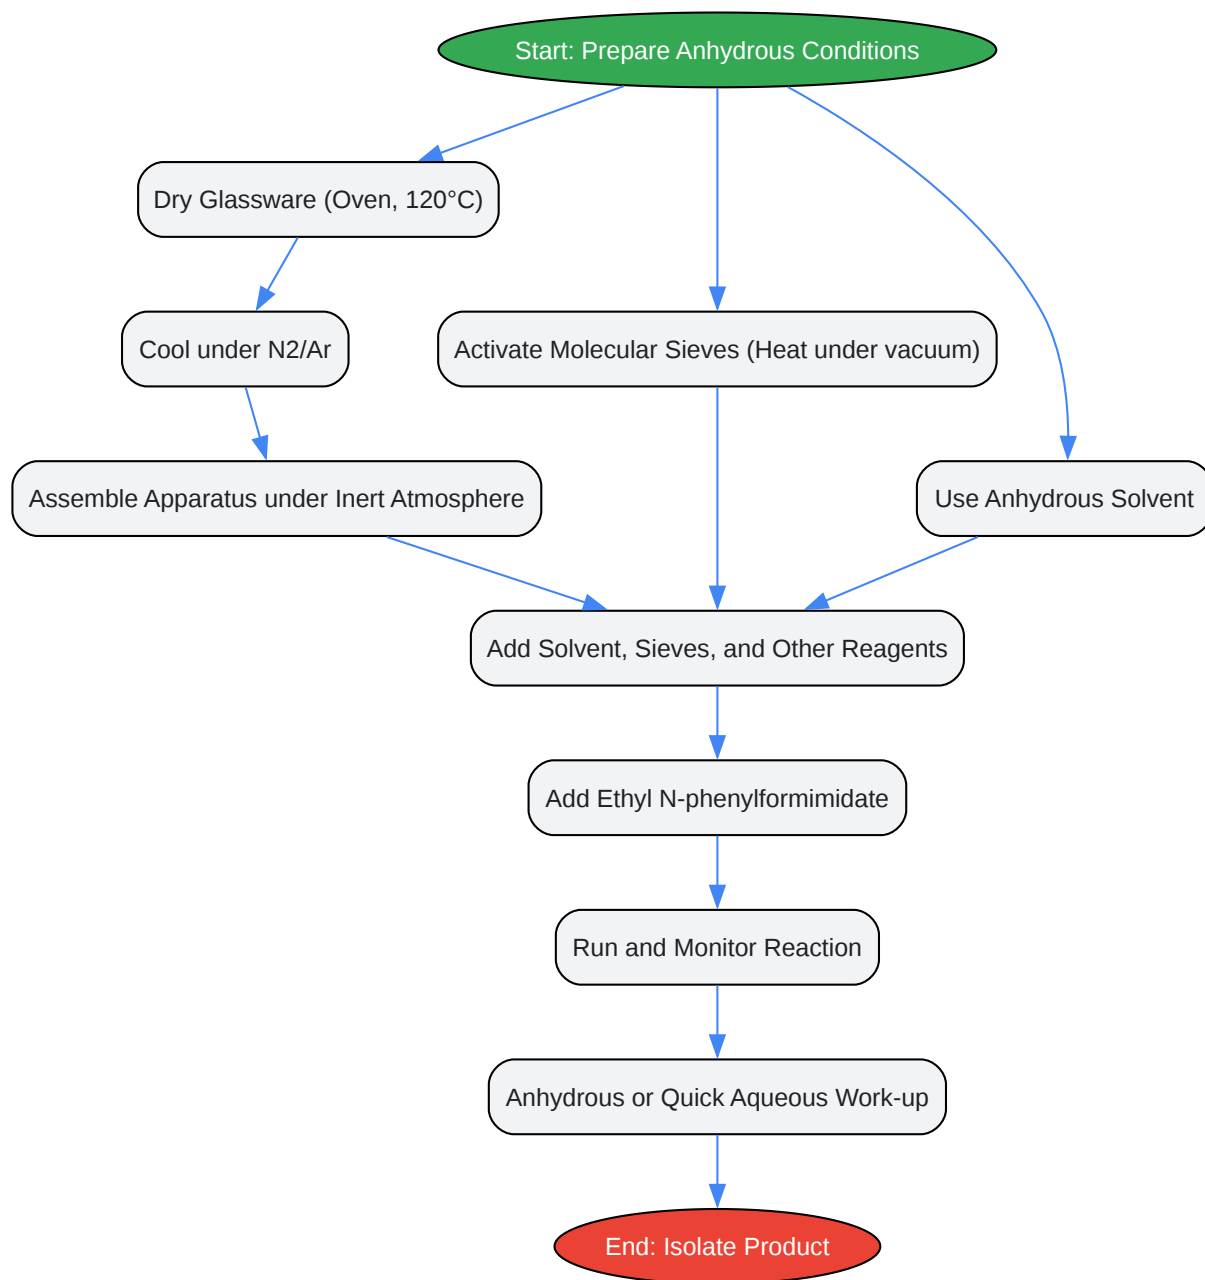 Start: Prepare Anhydrous Conditions
Dry Glassware (Oven, 120°C)
Cool under N2/Ar
Activate Molecular Sieves (Heat under vacuum)
Assemble Apparatus under Inert Atmosphere
Use Anhydrous Solvent
Add Solvent, Sieves, and Other Reagents
Add Ethyl N-phenylformimidate
Run and Monitor Reaction
Anhydrous or Quick Aqueous Work-up
End: Isolate Product